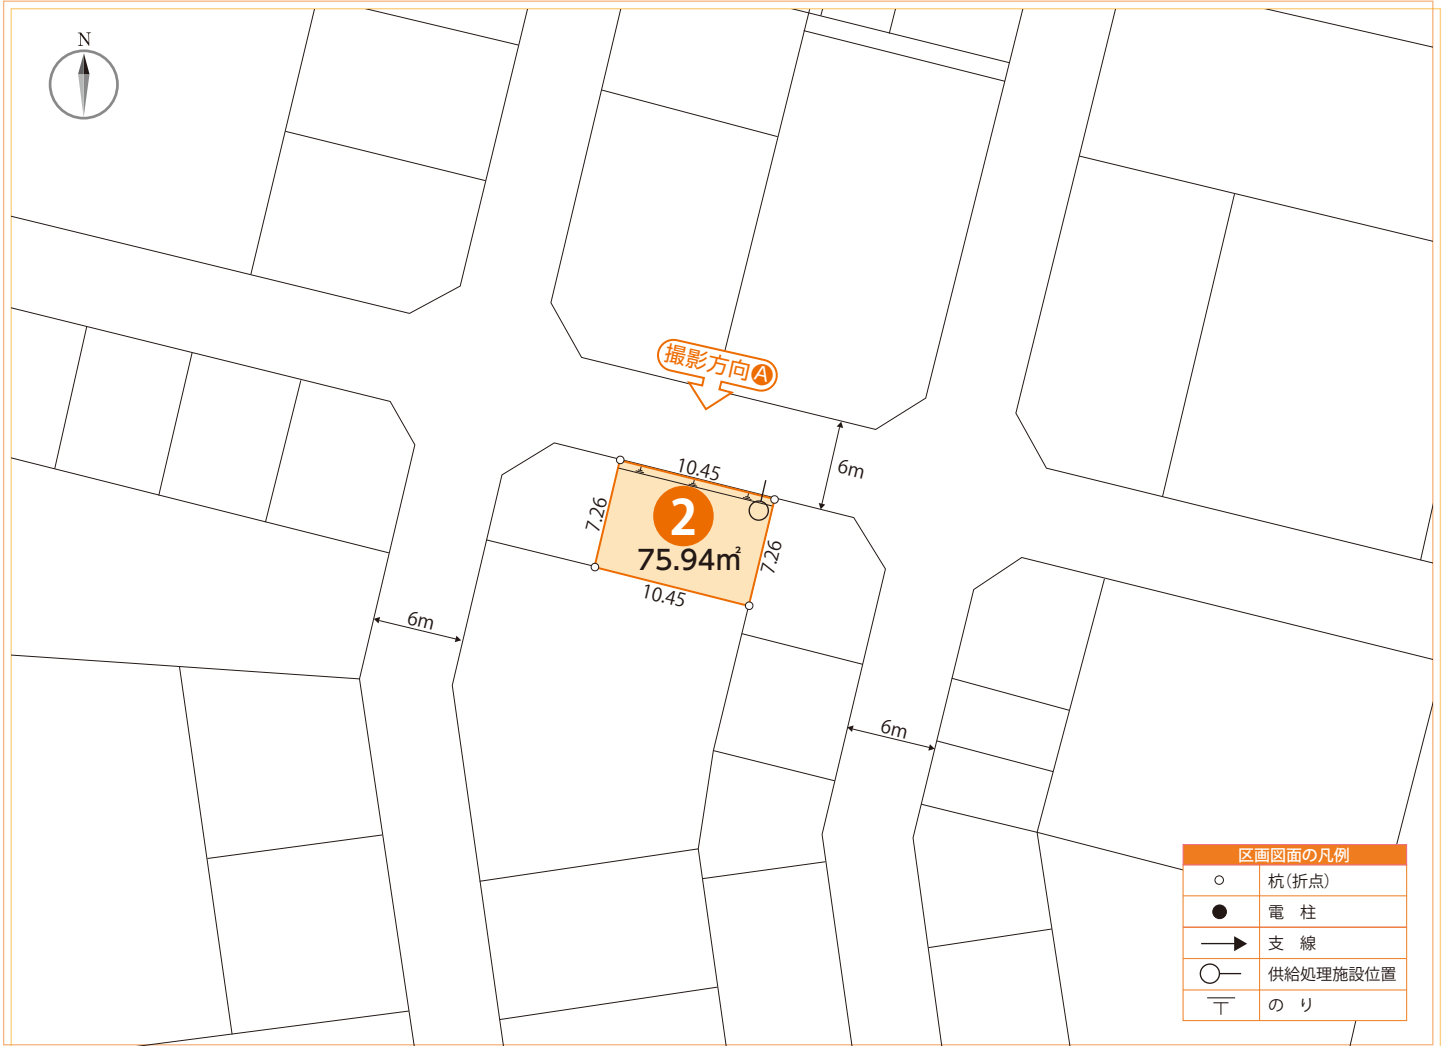 N
撮影方向A
10.45
6m
7.26
2
75.94㎡
7.26
10.45
6m
6m
区画図面の凡例
杭(折点)
電 柱
支 線
供給処理施設位置
の り